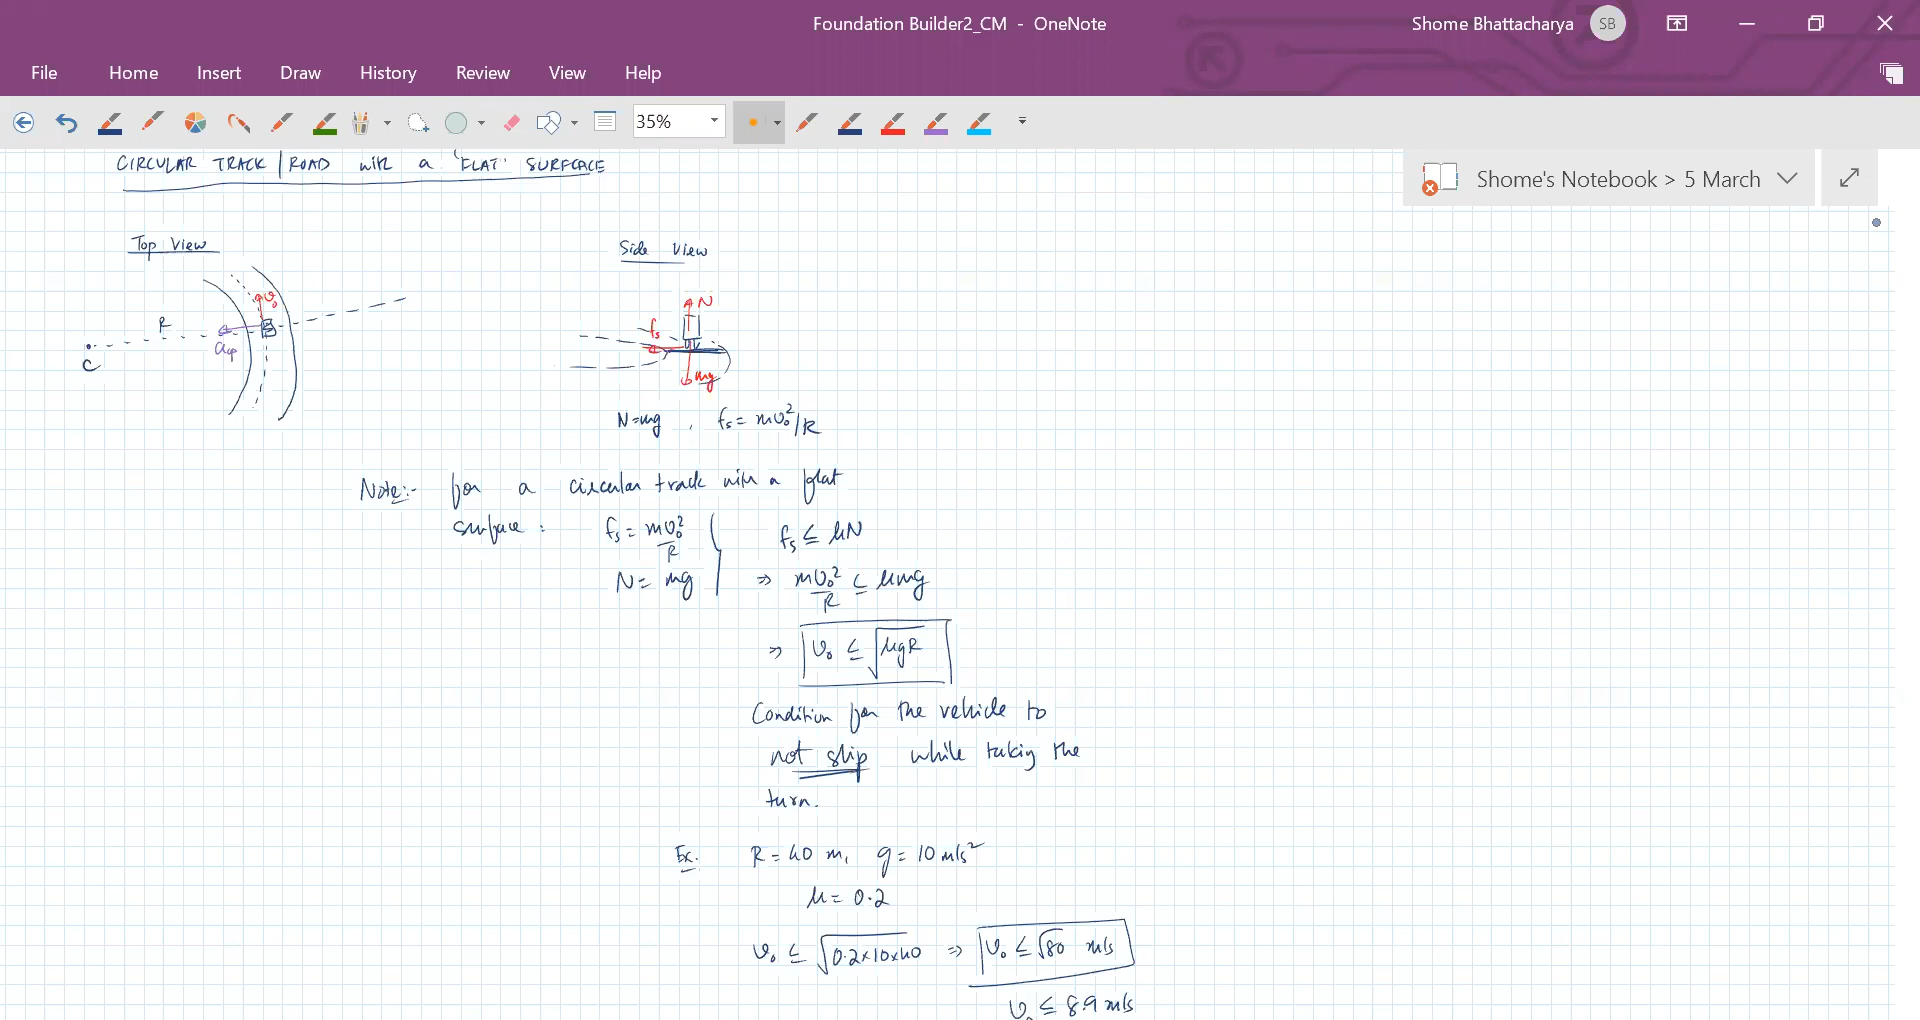 Foundation Builder2_CM - OneNote
Shome Bhattacharya SB
File Home Insert Draw History Review View Help
35%
Shome's Notebook > 5 March
CIRCULAR TRACK / ROAD with a 'FLAT' SURFACE
Top View
Side View
v₀
R
a_cp
C
N
fs
mg
N=mg , fs = mv₀²/R
Note:- for a circular track with a flat
surface : fs = mv₀²/R
N = mg
fs ≤ μN
⇒ mv₀²/R ≤ μmg
⇒ v₀ ≤ √μgR
Condition for the vehicle to
not slip while taking the
turn.
Ex. R = 40 m, g = 10 m/s²
μ = 0.2
v₀ ≤ √0.2×10×40 ⇒ v₀ ≤ √80 m/s
v₀ ≤ 8.9 m/s